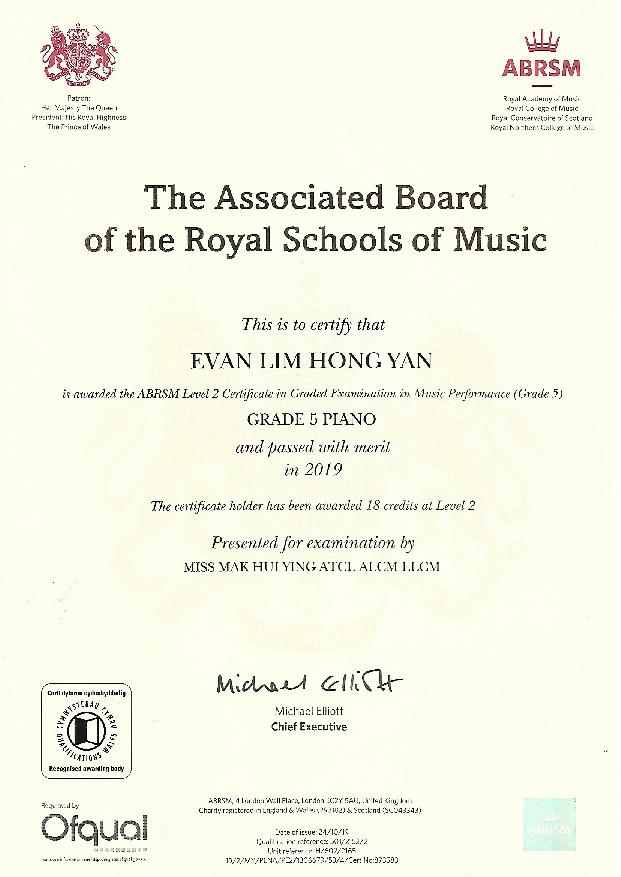 Patron:
Her Majesty The Queen
President: His Royal Highness
The Prince of Wales
ABRSM
Royal Academy of Music
Royal College of Music
Royal Conservatoire of Scotland
Royal Northern College of Music
The Associated Board
of the Royal Schools of Music
This is to certify that
EVAN LIM HONG YAN
is awarded the ABRSM Level 2 Certificate in Graded Examination in Music Performance (Grade 5)
GRADE 5 PIANO
and passed with merit
in 2019
The certificate holder has been awarded 18 credits at Level 2
Presented for examination by
MISS MAK HUI YING ATCL ALCM LLCM
Michael Elliott
Michael Elliott
Chief Executive
CYMWYSTERAU CYMRU
QUALIFICATIONS WALES
Recognised awarding body
Regulated by
Ofqual
ABRSM, 4 London Wall Place, London EC2Y 5AU, United Kingdom
Charity registered in England & Wales (292182) & Scotland
Date of issue: 24/10/19
Qualification reference:
Unit reference:
ABRSM